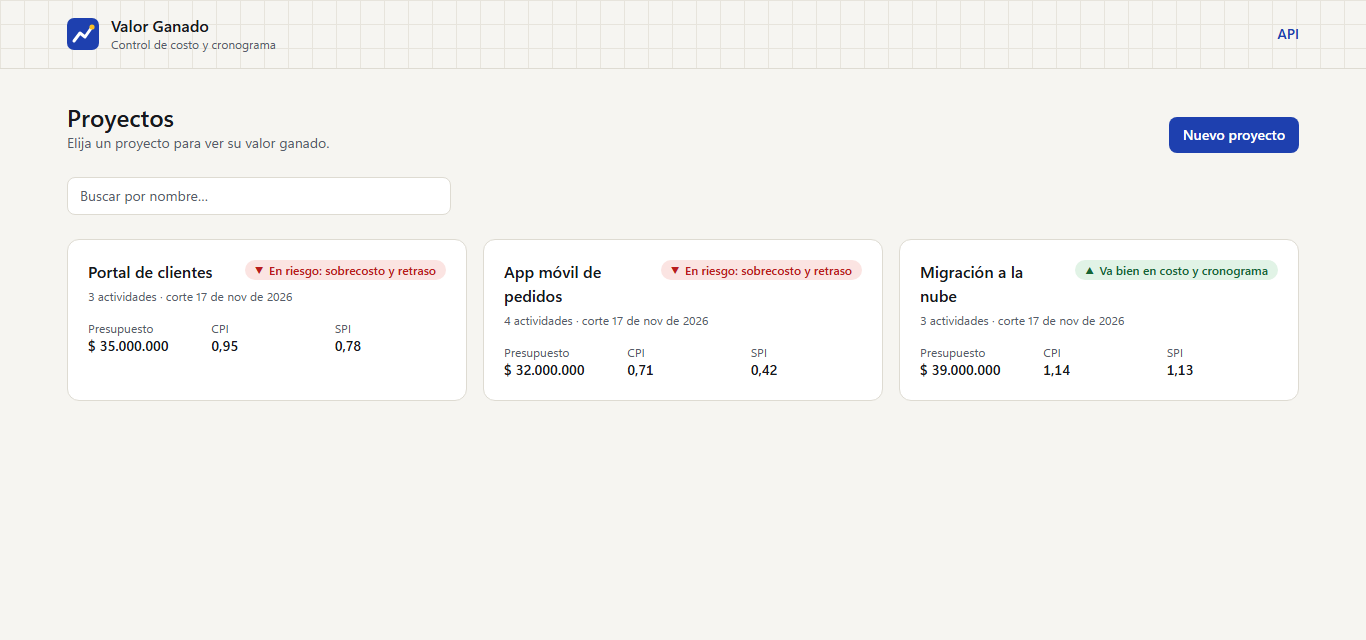 Valor Ganado
Control de costo y cronograma
API
Proyectos
Elija un proyecto para ver su valor ganado.
Nuevo proyecto
Buscar por nombre...
Portal de clientes
▼ En riesgo: sobrecosto y retraso
3 actividades · corte 17 de nov de 2026
Presupuesto CPI SPI
$ 35.000.000 0,95 0,78
App móvil de
pedidos
▼ En riesgo: sobrecosto y retraso
4 actividades · corte 17 de nov de 2026
Presupuesto CPI SPI
$ 32.000.000 0,71 0,42
Migración a la
nube
▲ Va bien en costo y cronograma
3 actividades · corte 17 de nov de 2026
Presupuesto CPI SPI
$ 39.000.000 1,14 1,13